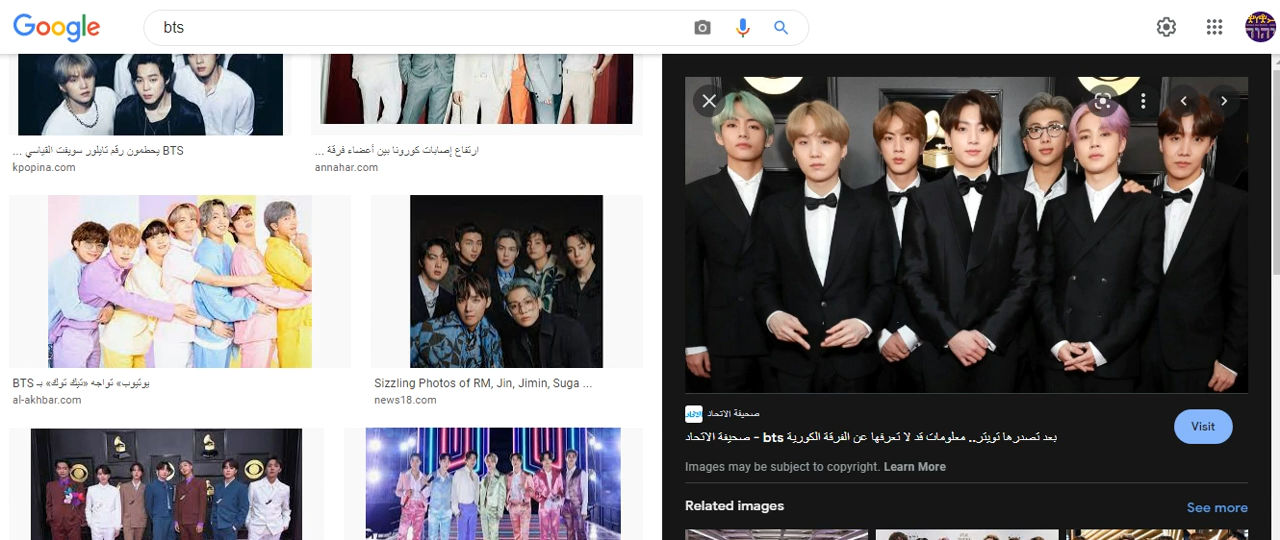 Google
bts
... BTS يحطمون رقم تايلور سويفت القياسي
kpopina.com
... ارتفاع إصابات كورونا بين أعضاء فرقة
annahar.com
يوتيوب» تواجه «تيك توك» بـ BTS
al-akhbar.com
Sizzling Photos of RM, Jin, Jimin, Suga ...
news18.com
الاتحاد
صحيفة الاتحاد
بعد تصدرها تويتر.. معلومات قد لا تعرفها عن الفرقة الكورية bts - صحيفة الاتحاد
Visit
Images may be subject to copyright. Learn More
Related images
See more